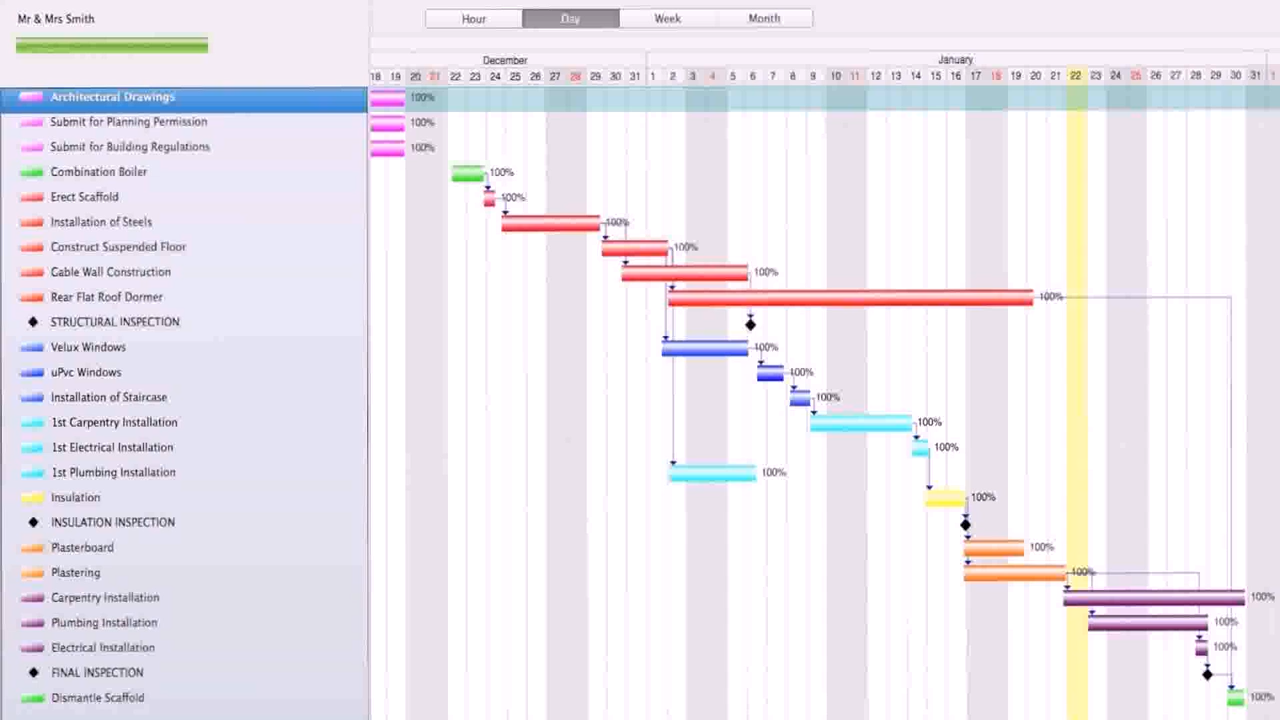 Mr & Mrs Smith
Hour Day Week Month
December January
18 19 20 21 22 23 24 25 26 27 28 29 30 31 1 2 3 4 5 6 7 8 9 10 11 12 13 14 15 16 17 18 19 20 21 22 23 24 25 26 27 28 29 30 31 1
Architectural Drawings 100%
Submit for Planning Permission 100%
Submit for Building Regulations 100%
Combination Boiler 100%
Erect Scaffold 100%
Installation of Steels 100%
Construct Suspended Floor 100%
Gable Wall Construction 100%
Rear Flat Roof Dormer 100%
STRUCTURAL INSPECTION
Velux Windows 100%
uPvc Windows 100%
Installation of Staircase 100%
1st Carpentry Installation 100%
1st Electrical Installation 100%
1st Plumbing Installation 100%
Insulation 100%
INSULATION INSPECTION
Plasterboard 100%
Plastering 100%
Carpentry Installation 100%
Plumbing Installation 100%
Electrical Installation 100%
FINAL INSPECTION
Dismantle Scaffold 100%